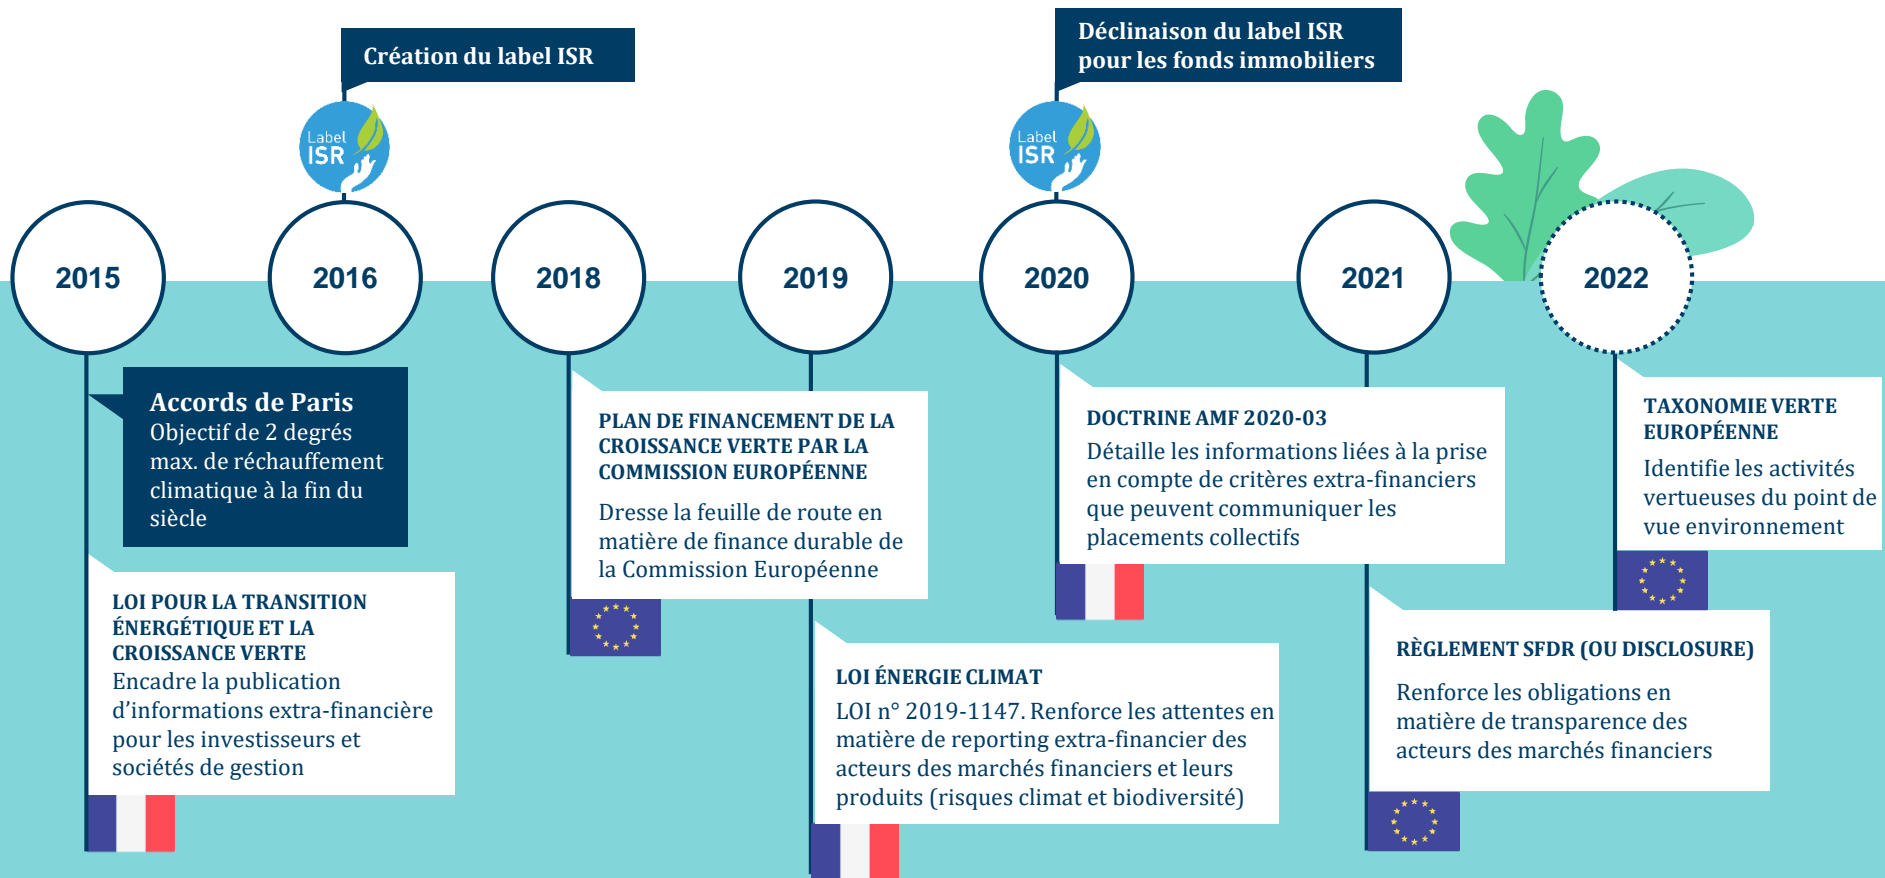 Création du label ISR
Déclinaison du label ISR
pour les fonds immobiliers
Label
ISR
Label
ISR
2015
2016
2018
2019
2020
2021
2022
Accords de Paris
Objectif de 2 degrés
max. de réchauffement
climatique à la fin du
siècle
LOI POUR LA TRANSITION
ÉNERGÉTIQUE ET LA
CROISSANCE VERTE
Encadre la publication
d’informations extra-financière
pour les investisseurs et
sociétés de gestion
PLAN DE FINANCEMENT DE LA
CROISSANCE VERTE PAR LA
COMMISSION EUROPÉENNE
Dresse la feuille de route en
matière de finance durable de
la Commission Européenne
LOI ÉNERGIE CLIMAT
LOI n° 2019-1147. Renforce les attentes en
matière de reporting extra-financier des
acteurs des marchés financiers et leurs
produits (risques climat et biodiversité)
DOCTRINE AMF 2020-03
Détaille les informations liées à la prise
en compte de critères extra-financiers
que peuvent communiquer les
placements collectifs
RÈGLEMENT SFDR (OU DISCLOSURE)
Renforce les obligations en
matière de transparence des
acteurs des marchés financiers
TAXONOMIE VERTE
EUROPÉENNE
Identifie les activités
vertueuses du point de
vue environnement